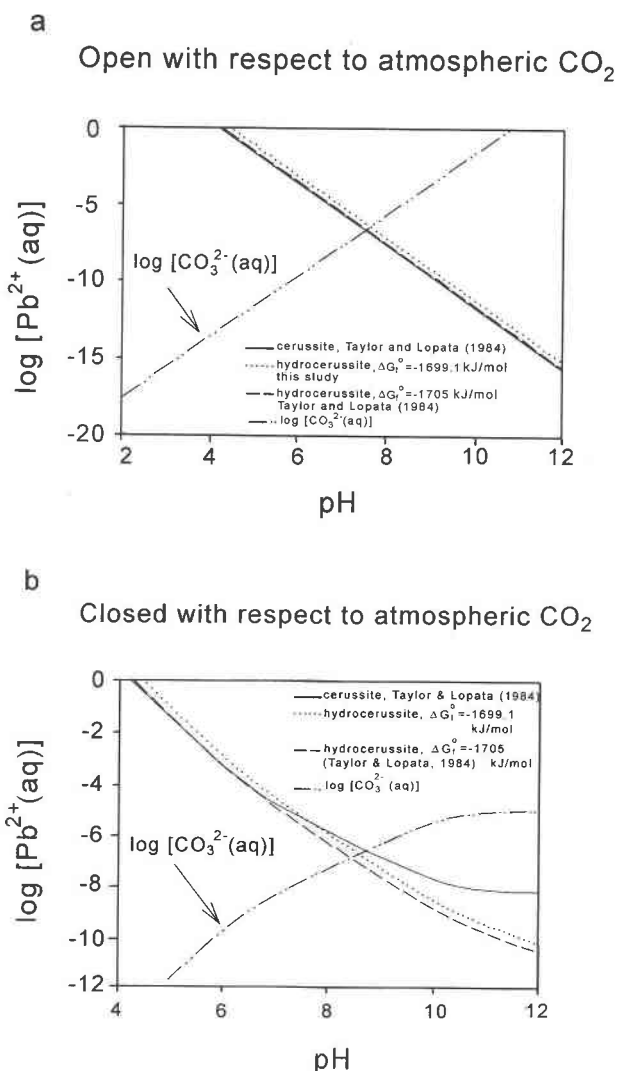 a
Open with respect to atmospheric CO₂
0
-5
-10
-15
-20
log [Pb²⁺(aq)]
log [CO₃²⁻(aq)]
cerussite, Taylor and Lopata (1984)
hydrocerussite, ΔG_f°=-1699.1 kJ/mol
this study
hydrocerussite, ΔG_f°=-1705 kJ/mol
Taylor and Lopata (1984)
log [CO₃²⁻(aq)]
2 4 6 8 10 12
pH
b
Closed with respect to atmospheric CO₂
0
-2
-4
-6
-8
-10
-12
log [Pb²⁺(aq)]
cerussite, Taylor & Lopata (1984)
hydrocerussite, ΔG_f°=-1699.1
kJ/mol
hydrocerussite, ΔG_f°=-1705
(Taylor & Lopata, 1984) kJ/mol
log [CO₃²⁻(aq)]
log [CO₃²⁻(aq)]
4 6 8 10 12
pH